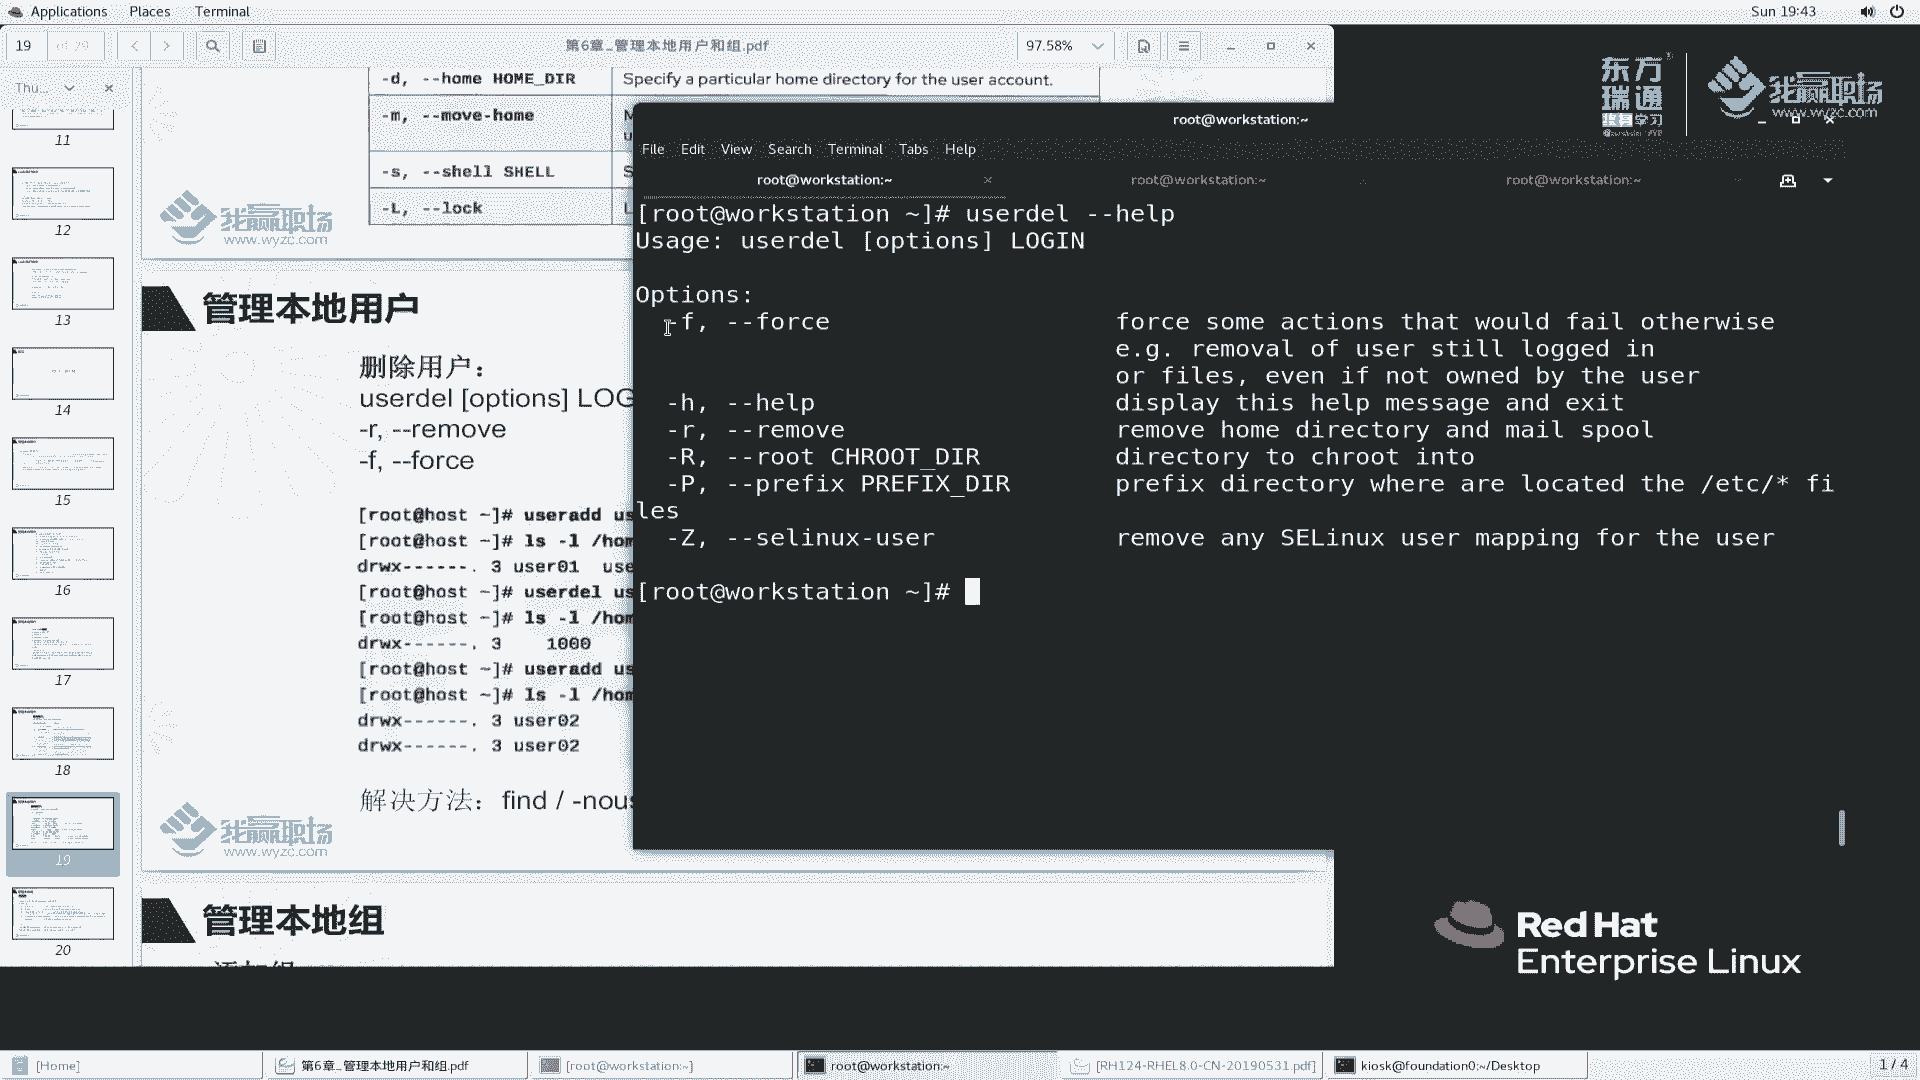 Applications Places Terminal Sun 19:43
19 of 29 第6章_管理本地用户和组.pdf 97.58%
Thu...
11
12
13
14
15
16
17
18
19
20
-d, --home HOME_DIR Specify a particular home directory for the user account.
-m, --move-home M
u
-s, --shell SHELL S
-L, --lock L
我赢职场
www.wyzc.com
管理本地用户
删除用户：
userdel [options] LOG
-r, --remove
-f, --force
[root@host ~]# useradd us
[root@host ~]# ls -l /hom
drwx------. 3 user01 use
[root@host ~]# userdel us
[root@host ~]# ls -l /hom
drwx------. 3 1000
[root@host ~]# useradd us
[root@host ~]# ls -l /hom
drwx------. 3 user02
drwx------. 3 user02
解决方法：find / -nous
我赢职场
www.wyzc.com
管理本地组
root@workstation:~
File Edit View Search Terminal Tabs Help
root@workstation:~ root@workstation:~ root@workstation:~
[root@workstation ~]# userdel --help
Usage: userdel [options] LOGIN
Options:
-f, --force force some actions that would fail otherwise
e.g. removal of user still logged in
or files, even if not owned by the user
-h, --help display this help message and exit
-r, --remove remove home directory and mail spool
-R, --root CHROOT_DIR directory to chroot into
-P, --prefix PREFIX_DIR prefix directory where are located the /etc/* fi
les
-Z, --selinux-user remove any SELinux user mapping for the user
[root@workstation ~]#
东方
瑞通
终身学习
我赢职场
www.wyzc.com
Red Hat
Enterprise Linux
[Home] 第6章_管理本地用户和组.pdf [root@workstation:~] root@workstation:~ [RH124-RHEL8.0-CN-20190531.pdf] kiosk@foundation0:~/Desktop 1 / 4